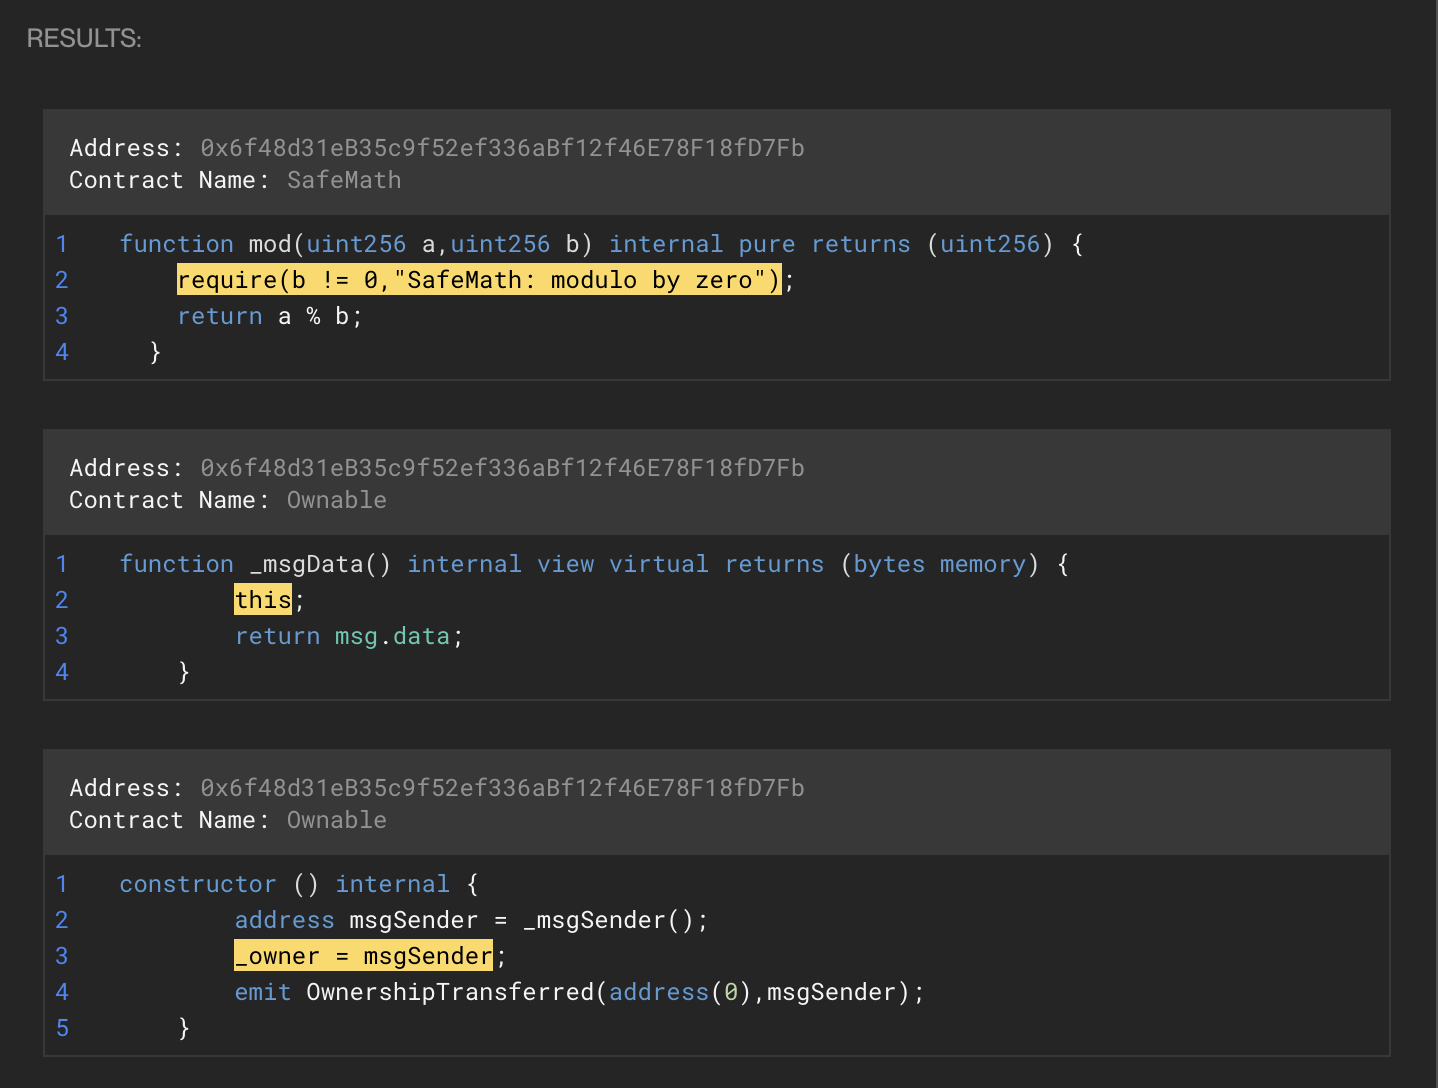 RESULTS:
Address: 0x6f48d31eB35c9f52ef336aBf12f46E78F18fD7Fb
Contract Name: SafeMath
1 function mod(uint256 a,uint256 b) internal pure returns (uint256) {
2 require(b != 0,"SafeMath: modulo by zero");
3 return a % b;
4 }
Address: 0x6f48d31eB35c9f52ef336aBf12f46E78F18fD7Fb
Contract Name: Ownable
1 function _msgData() internal view virtual returns (bytes memory) {
2 this;
3 return msg.data;
4 }
Address: 0x6f48d31eB35c9f52ef336aBf12f46E78F18fD7Fb
Contract Name: Ownable
1 constructor () internal {
2 address msgSender = _msgSender();
3 _owner = msgSender;
4 emit OwnershipTransferred(address(0),msgSender);
5 }